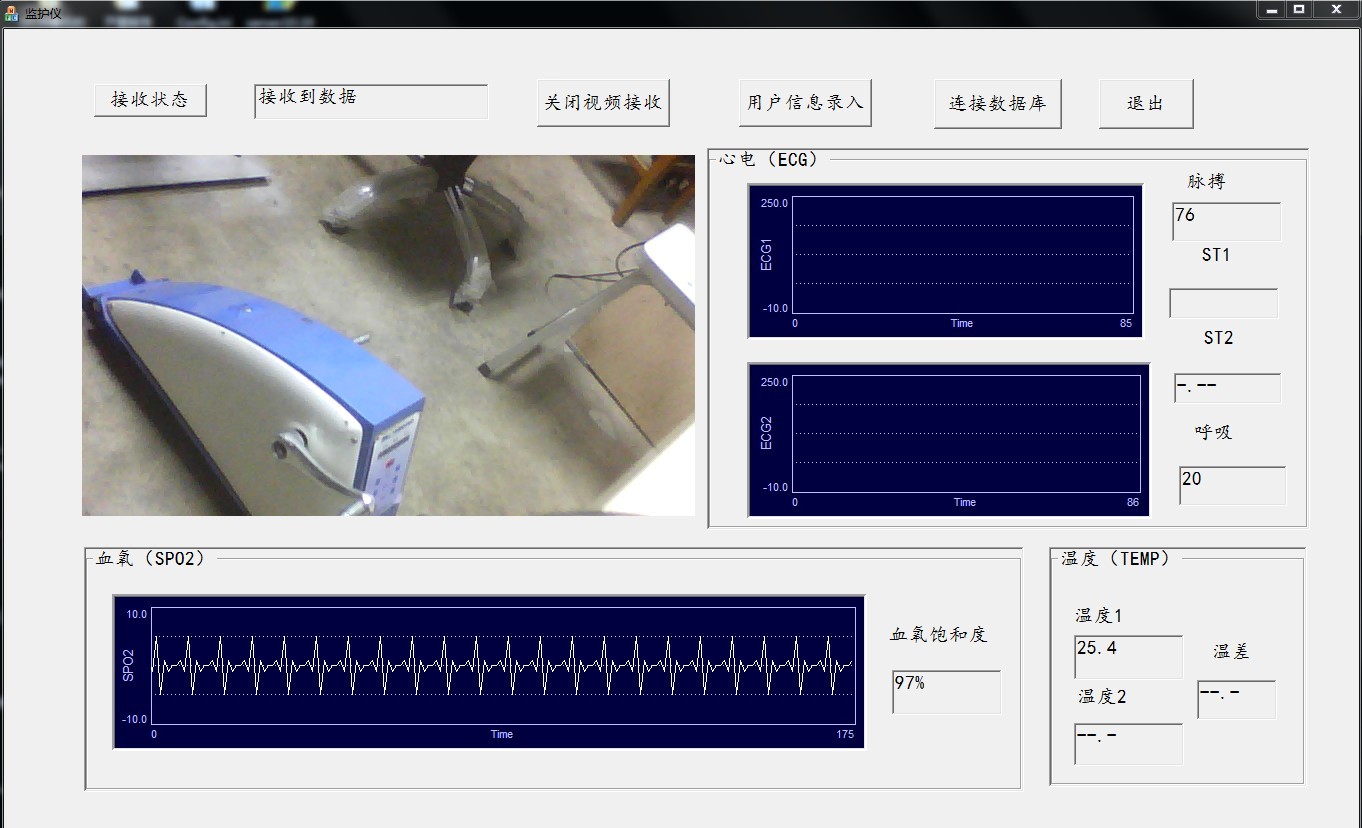 监护仪
接收状态
接收到数据
关闭视频接收
用户信息录入
连接数据库
退出
心电（ECG）
250.0
ECG1
-10.0
0
Time
85
脉搏
76
ST1
250.0
ECG2
-10.0
0
Time
86
ST2
-.--
呼吸
20
血氧（SPO2）
10.0
SPO2
-10.0
0
Time
175
血氧饱和度
97%
温度（TEMP）
温度1
25.4
温差
--.-
温度2
--.-